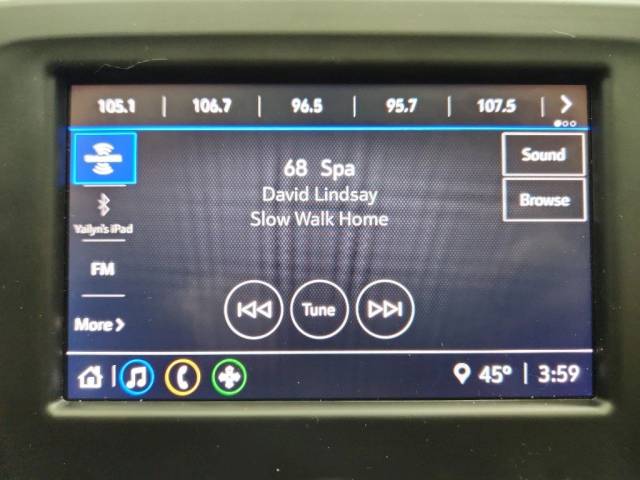 105.1 | 106.7 | 96.5 | 95.7 | 107.5 |
Sound
68 Spa
David Lindsay
Slow Walk Home
Browse
Yailyn's iPad
FM
Tune
More
45° | 3:59